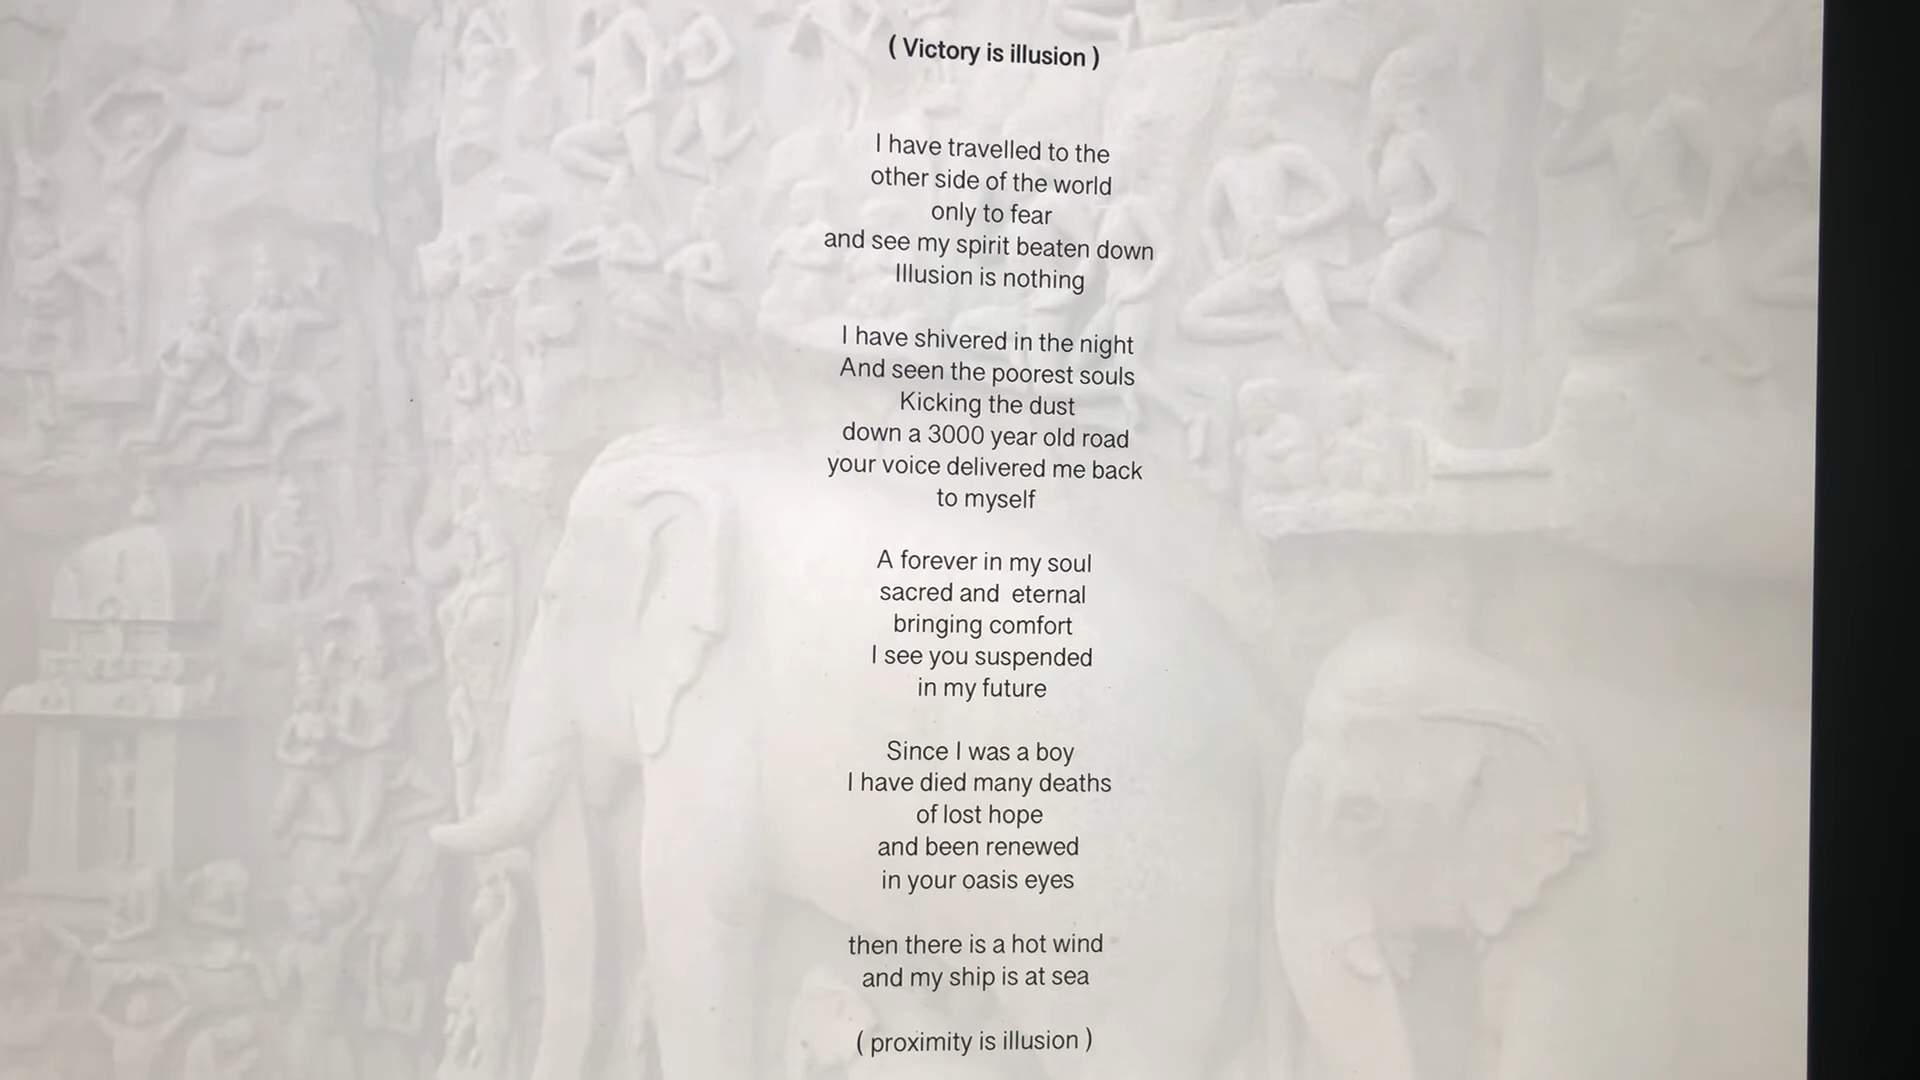 ( Victory is illusion )
I have travelled to the
other side of the world
only to fear
and see my spirit beaten down
Illusion is nothing
I have shivered in the night
And seen the poorest souls
Kicking the dust
down a 3000 year old road
your voice delivered me back
to myself
A forever in my soul
sacred and  eternal
bringing comfort
I see you suspended
in my future
Since I was a boy
I have died many deaths
of lost hope
and been renewed
in your oasis eyes
then there is a hot wind
and my ship is at sea
( proximity is illusion )